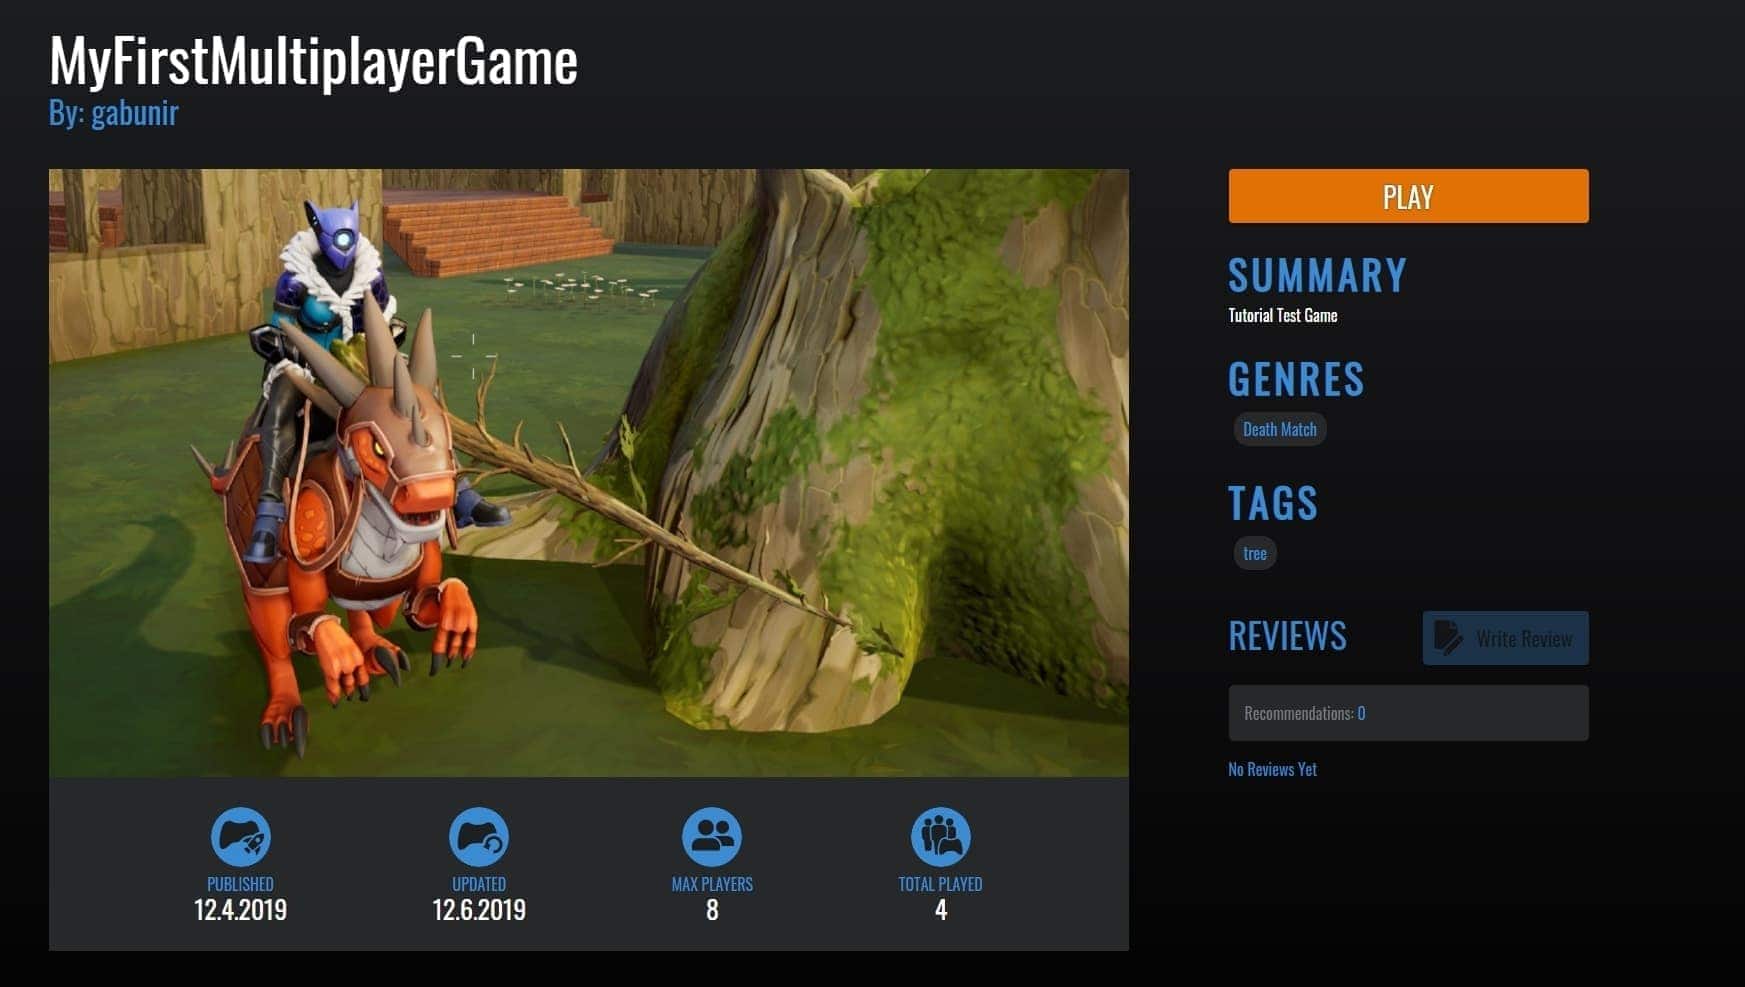 MyFirstMultiplayerGame
By: gabunir
PLAY
SUMMARY
Tutorial Test Game
GENRES
Death Match
TAGS
tree
REVIEWS
Write Review
Recommendations: 0
No Reviews Yet
PUBLISHED
12.4.2019
UPDATED
12.6.2019
MAX PLAYERS
8
TOTAL PLAYED
4